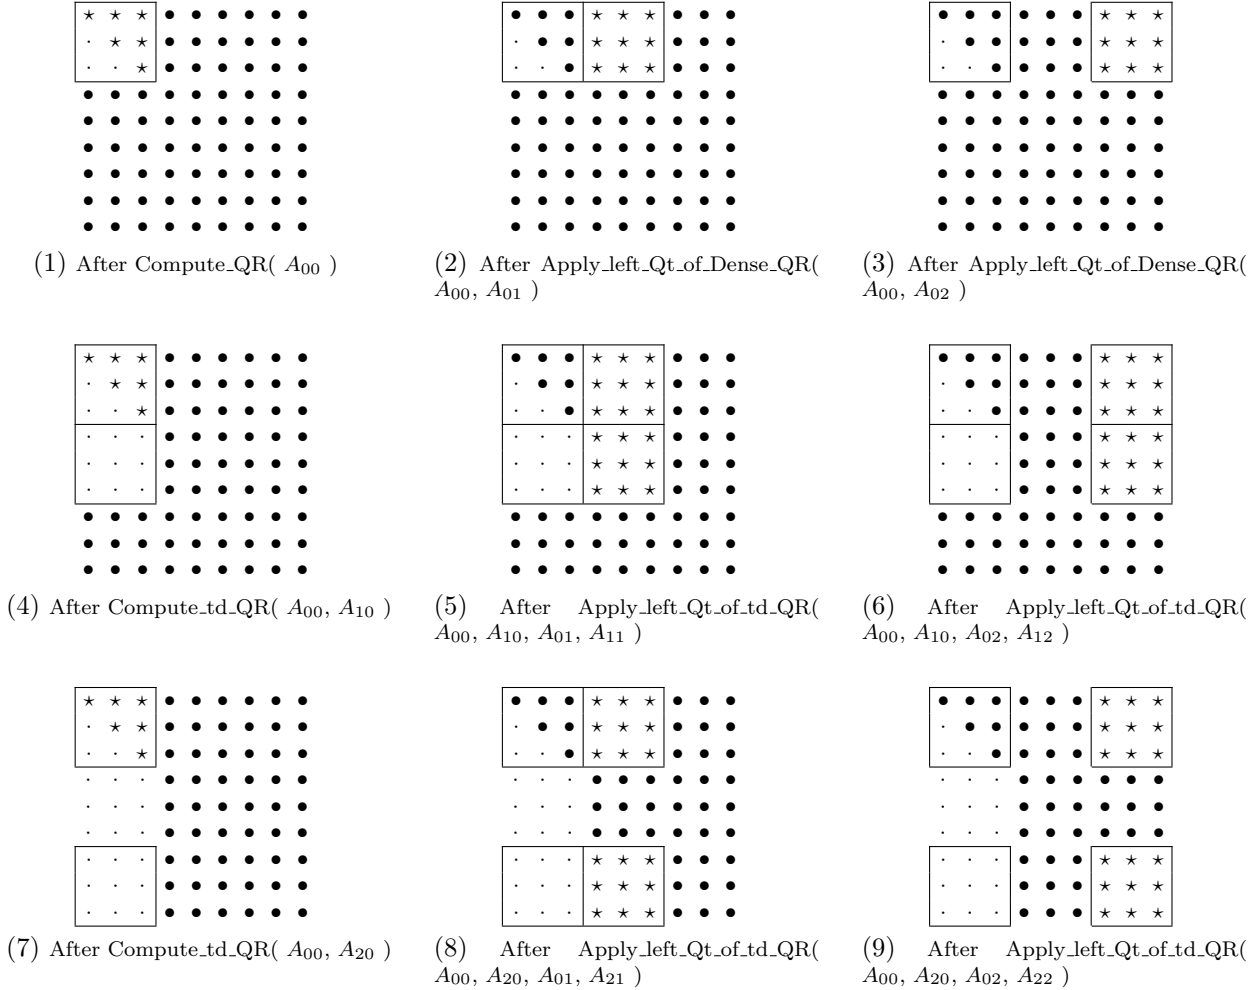 (1) After Compute_QR( A₀₀ )
(2) After Apply_left_Qt_of_Dense_QR(
A₀₀, A₀₁ )
(3) After Apply_left_Qt_of_Dense_QR(
A₀₀, A₀₂ )
(4) After Compute_td_QR( A₀₀, A₁₀ )
(5) After Apply_left_Qt_of_td_QR(
A₀₀, A₁₀, A₀₁, A₁₁ )
(6) After Apply_left_Qt_of_td_QR(
A₀₀, A₁₀, A₀₂, A₁₂ )
(7) After Compute_td_QR( A₀₀, A₂₀ )
(8) After Apply_left_Qt_of_td_QR(
A₀₀, A₂₀, A₀₁, A₂₁ )
(9) After Apply_left_Qt_of_td_QR(
A₀₀, A₂₀, A₀₂, A₂₂ )